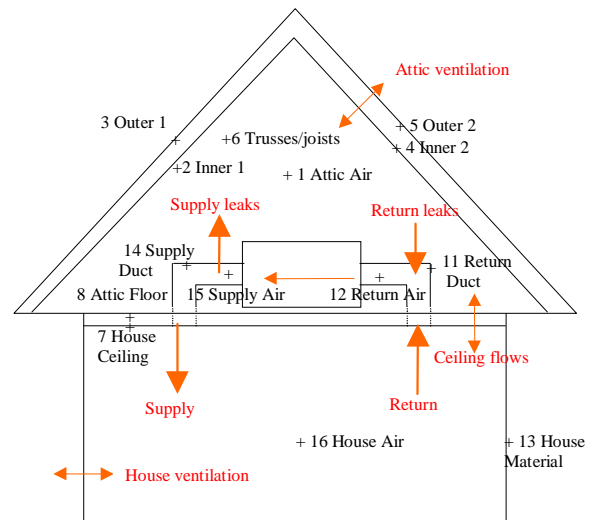 Attic ventilation
3 Outer 1
+ 5 Outer 2
+6 Trusses/joists
+ 4 Inner 2
+2 Inner 1
+ 1 Attic Air
Supply leaks
Return leaks
14 Supply
Duct
11 Return
Duct
8 Attic Floor
15 Supply Air
12 Return Air
7 House
Ceiling
Ceiling flows
Supply
Return
+ 16 House Air
+ 13 House
Material
House ventilation